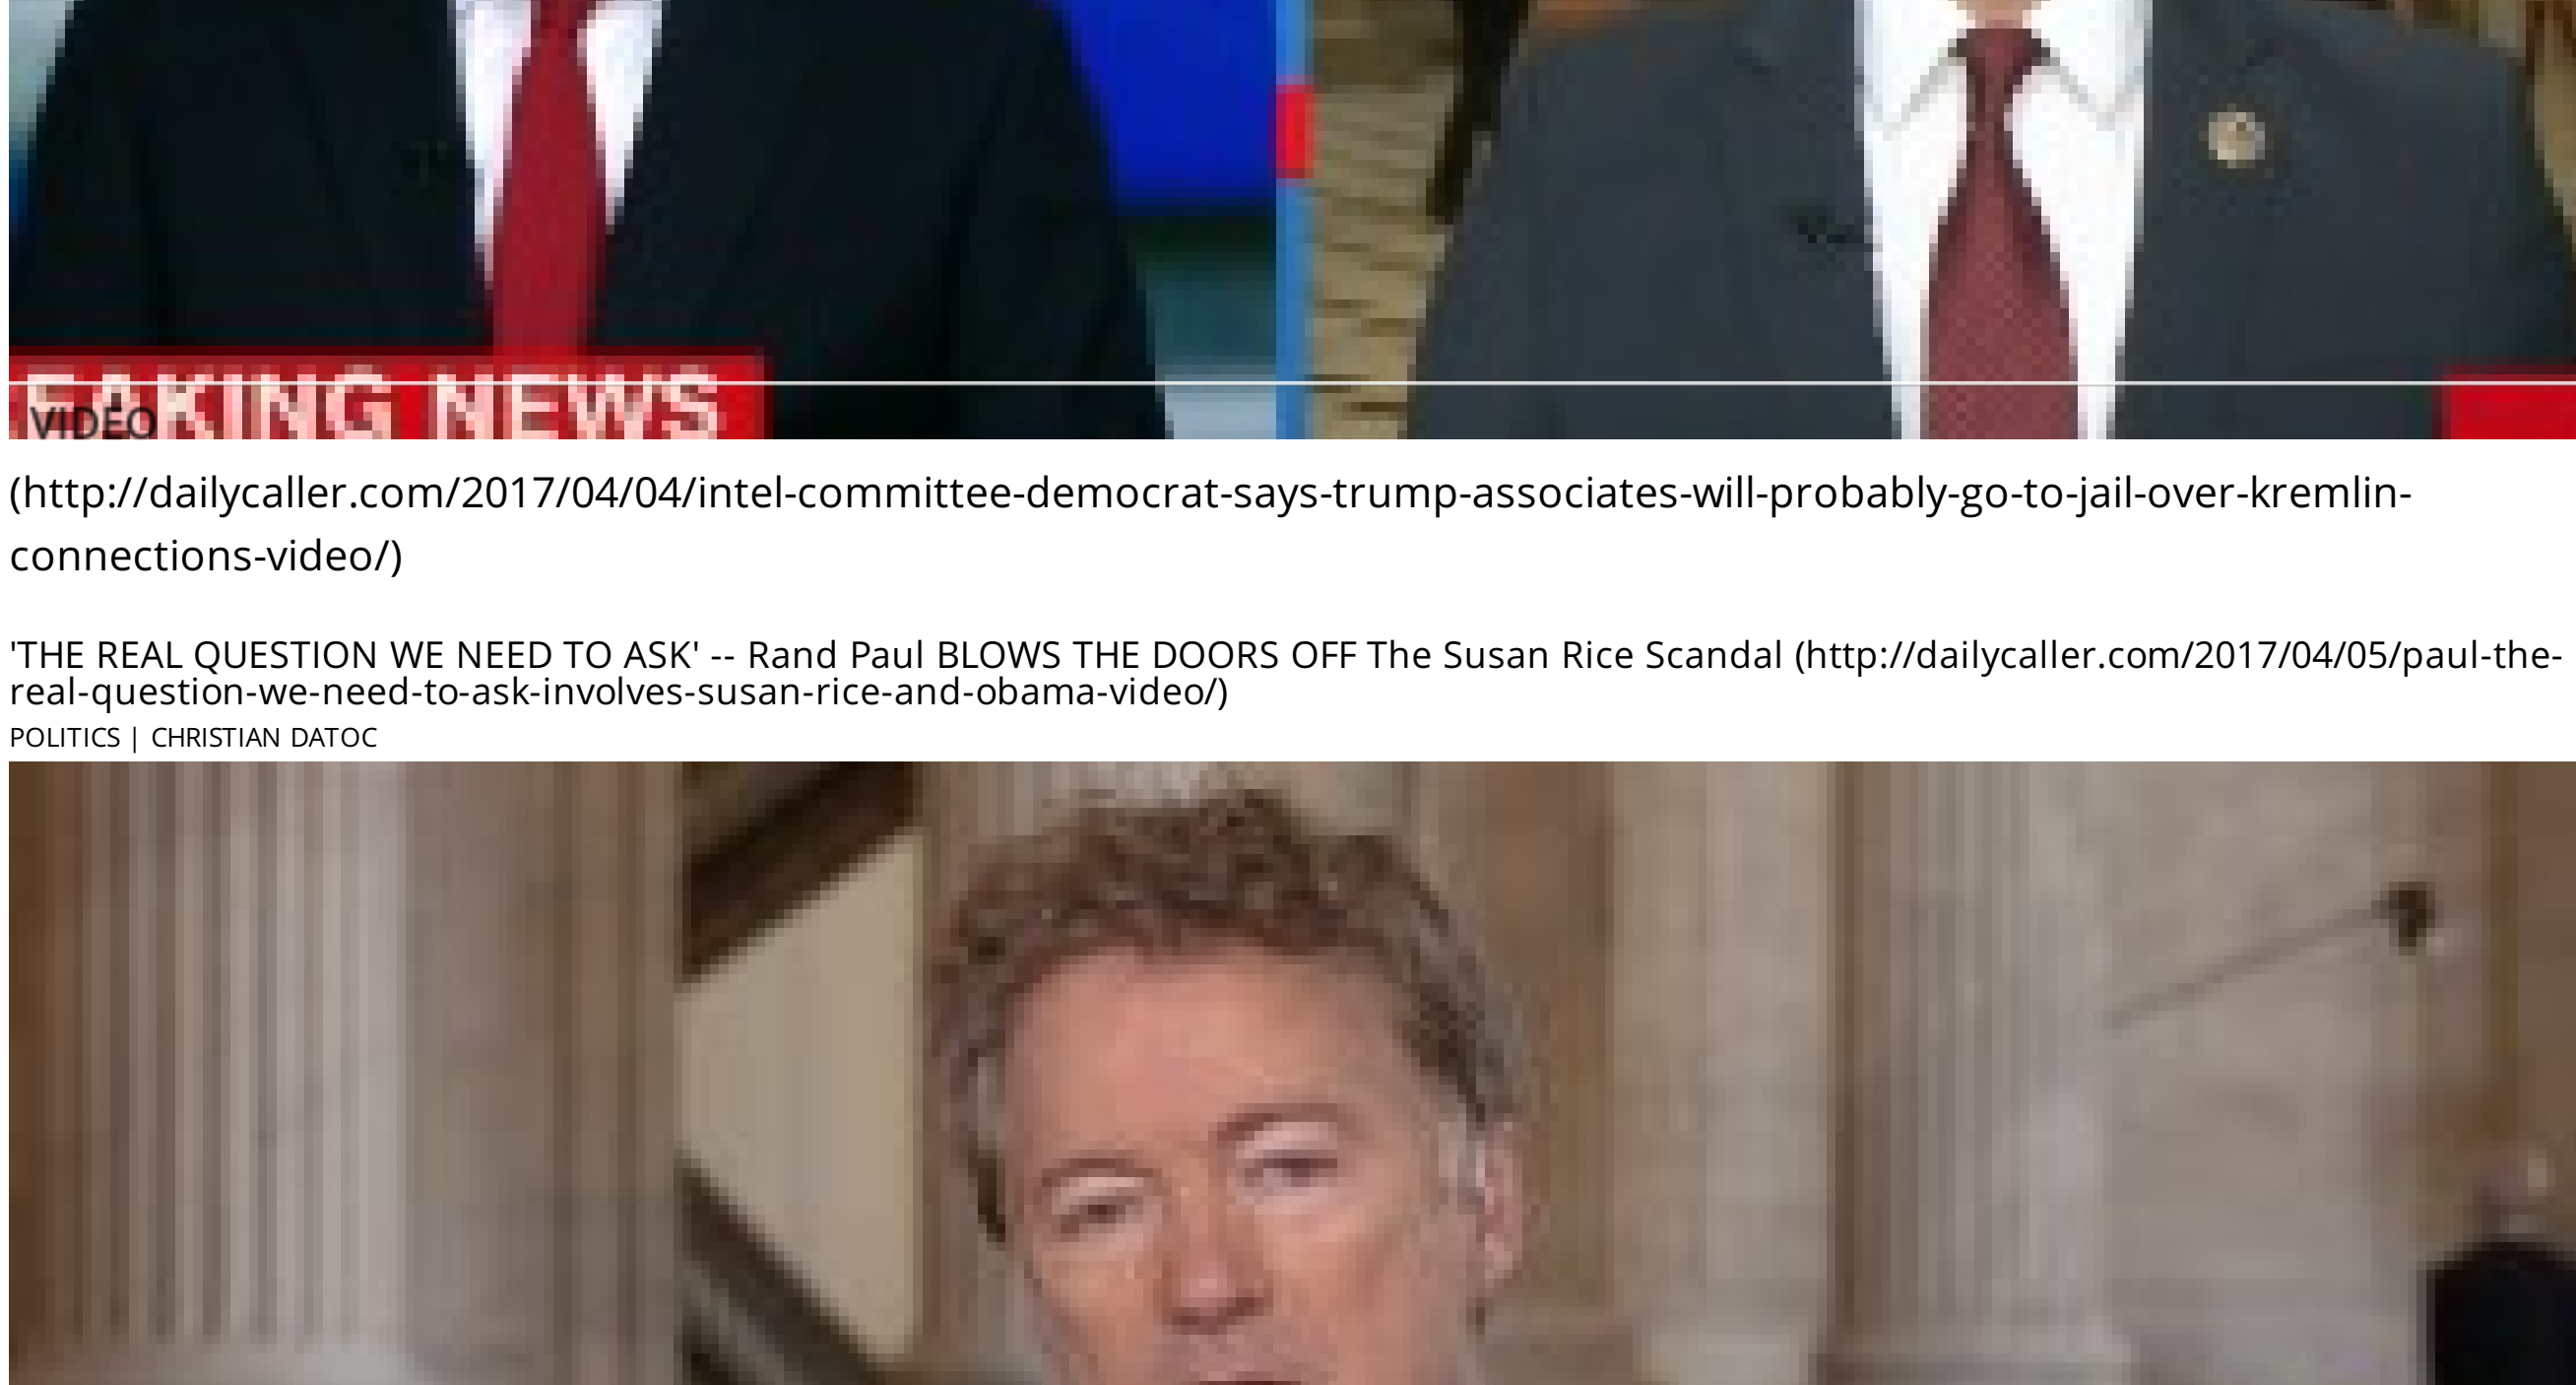 EAKING NEWS
VIDEO
(http://dailycaller.com/2017/04/04/intel-committee-democrat-says-trump-associates-will-probably-go-to-jail-over-kremlin-
connections-video/)
'THE REAL QUESTION WE NEED TO ASK' -- Rand Paul BLOWS THE DOORS OFF The Susan Rice Scandal (http://dailycaller.com/2017/04/05/paul-the-
real-question-we-need-to-ask-involves-susan-rice-and-obama-video/)
POLITICS | CHRISTIAN DATOC